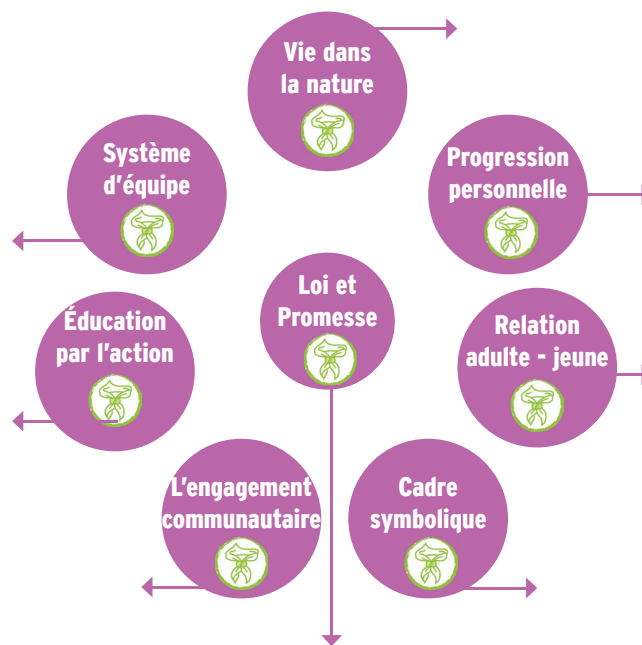 Vie dans
la nature
Système
d'équipe
Progression
personnelle
Loi et
Promesse
Éducation
par l'action
Relation
adulte - jeune
L'engagement
communautaire
Cadre
symbolique